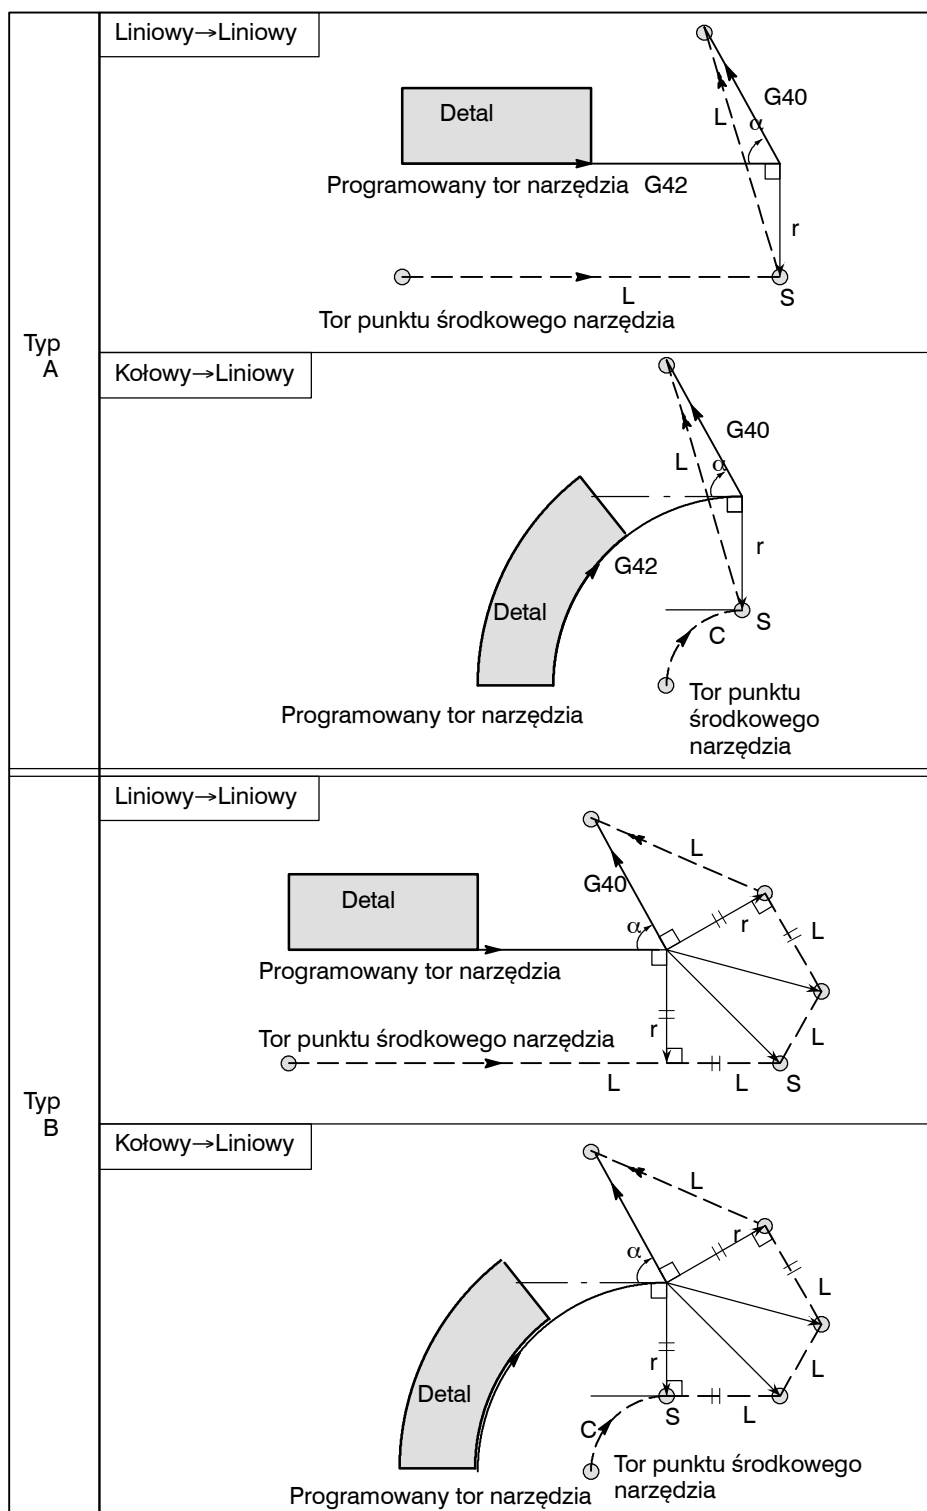 Typ
A
Liniowy→Liniowy
Detal
G40
L
α
Programowany tor narzędzia G42
r
L
S
Tor punktu środkowego narzędzia
Kołowy→Liniowy
G40
L
α
G42
r
Detal
C
S
Programowany tor narzędzia
Tor punktu
środkowego
narzędzia
Typ
B
Liniowy→Liniowy
L
G40
Detal
α
r
L
Programowany tor narzędzia
r
L
Tor punktu środkowego narzędzia
L
L
S
Kołowy→Liniowy
L
r
α
L
r
L
Detal
S
L
C
Tor punktu środkowego
narzędzia
Programowany tor narzędzia